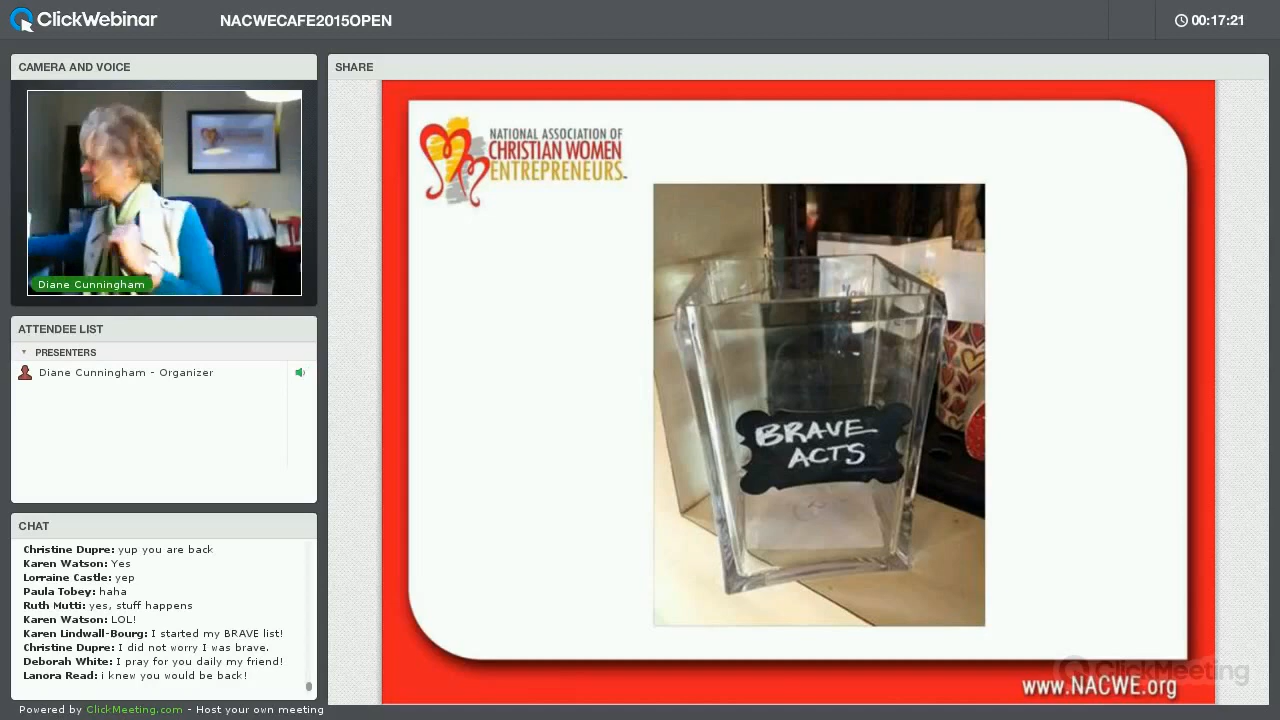 ClickWebinar
NACWECAFE2015OPEN
00:17:21
CAMERA AND VOICE
Diane Cunningham
ATTENDEE LIST
PRESENTERS
Diane Cunningham - Organizer
CHAT
Christine Dupre: yup you are back
Karen Watson: Yes
Lorraine Castle: yep
Paula Tobey: haha
Ruth Mutti: yes, stuff happens
Karen Watson: LOL!
Karen Kidwall-Bourg: I started my BRAVE list!
Christine Dupre: I did not worry I was brave..
Deborah White: I pray over daily my brand
Lanora Read: I knew you would be back!
Powered by ClickMeeting.com - Host your own meeting
SHARE
NATIONAL ASSOCIATION OF
CHRISTIAN WOMEN
ENTREPRENEURS
BRAVE
ACTS
ClickMeeting
www.NACWE.org